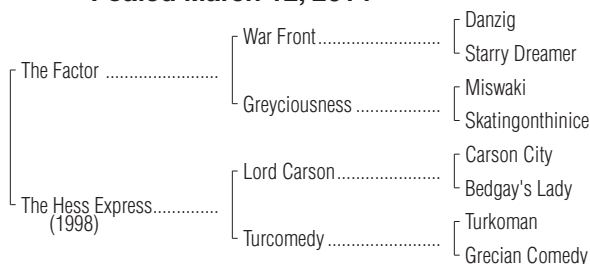 Foaled March 12,
Danzig
War Front........................
Starry Dreamer
The Factor ......................
Miswaki
Greyciousness .................
Skatingonthinice
Carson City
Lord Carson.....................
Bedgay's Lady
The Hess Express.............
(1998)
Turkoman
Turcomedy ......................
Grecian Comedy